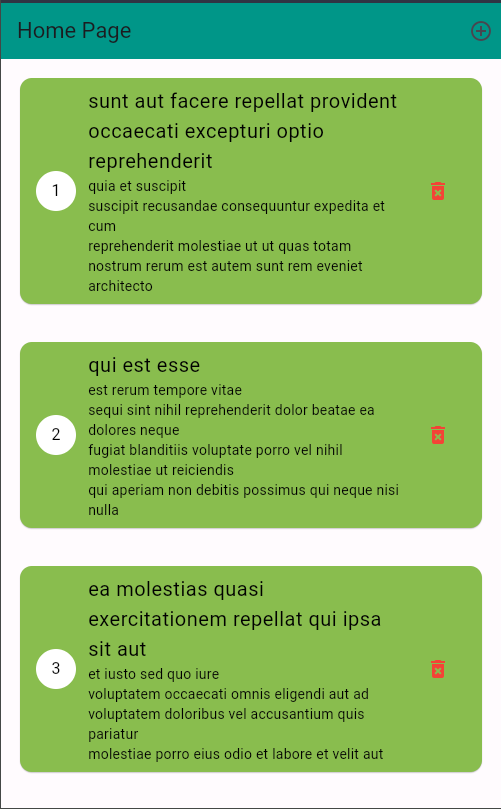 Home Page
sunt aut facere repellat provident
occaecati excepturi optio
reprehenderit
1
quia et suscipit
suscipit recusandae consequuntur expedita et
cum
reprehenderit molestiae ut ut quas totam
nostrum rerum est autem sunt rem eveniet
architecto
qui est esse
est rerum tempore vitae
sequi sint nihil reprehenderit dolor beatae ea
2
dolores neque
fugiat blanditiis voluptate porro vel nihil
molestiae ut reiciendis
qui aperiam non debitis possimus qui neque nisi
nulla
ea molestias quasi
exercitationem repellat qui ipsa
sit aut
3
et iusto sed quo iure
voluptatem occaecati omnis eligendi aut ad
voluptatem doloribus vel accusantium quis
pariatur
molestiae porro eius odio et labore et velit aut